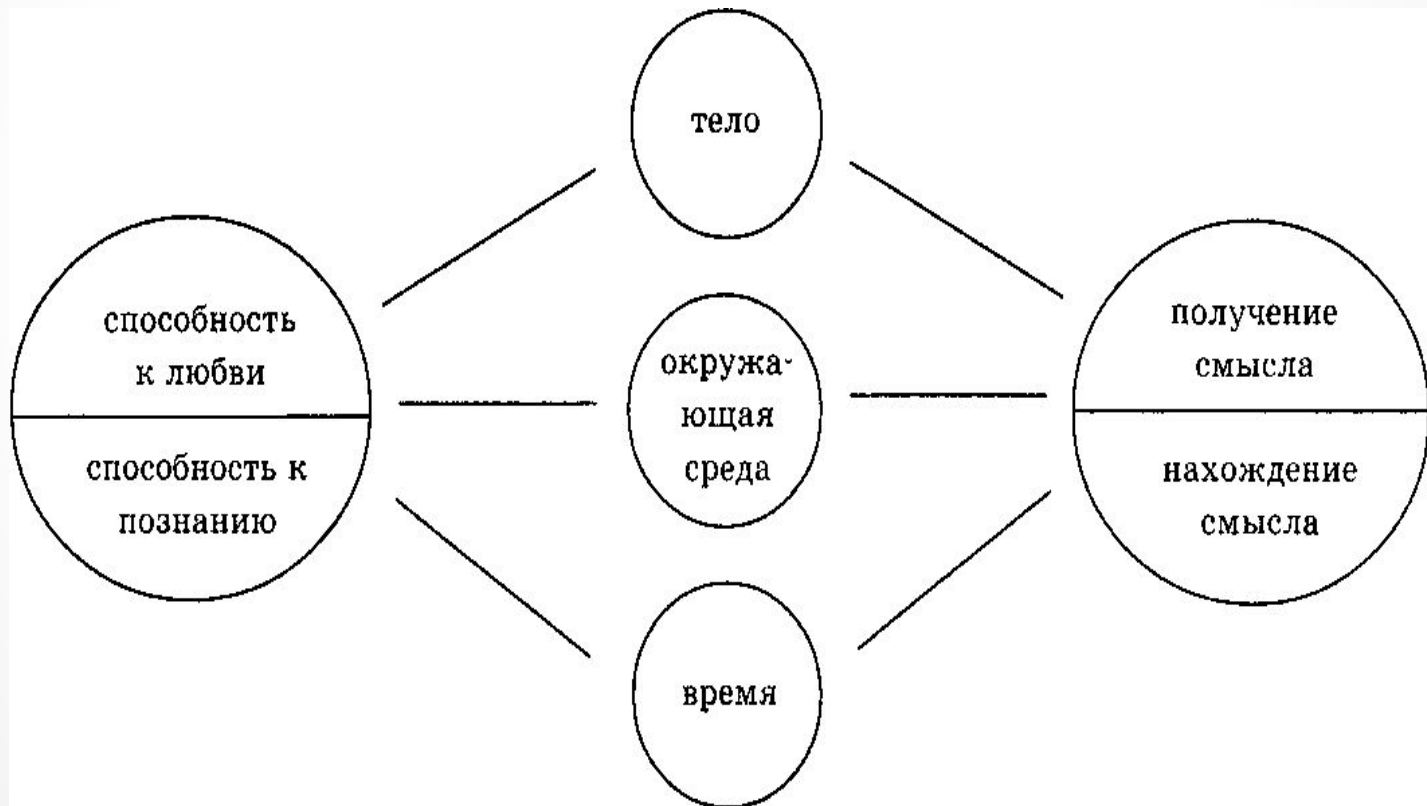 тело
способность
к любви
способность к
познанию
окружа-
ющая
среда
получение
смысла
нахождение
смысла
время